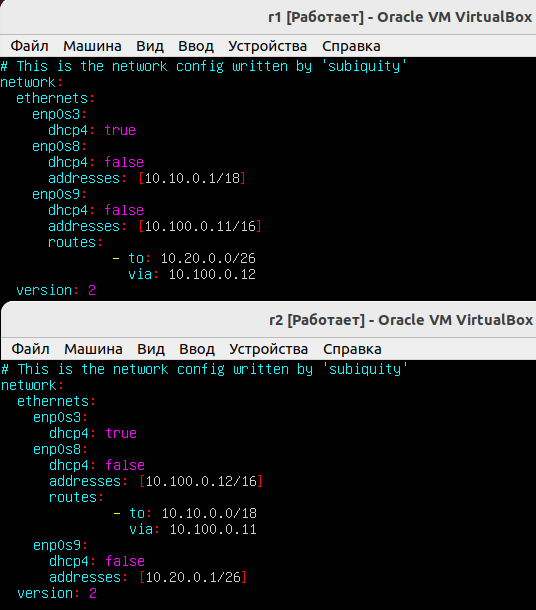 r1 [Работает] - Oracle VM VirtualBox
Файл Машина Вид Ввод Устройства Справка
# This is the network config written by 'subiquity'
network:
  ethernets:
    enp0s3:
      dhcp4: true
    enp0s8:
      dhcp4: false
      addresses: [10.10.0.1/18]
    enp0s9:
      dhcp4: false
      addresses: [10.100.0.11/16]
      routes:
              - to: 10.20.0.0/26
                via: 10.100.0.12
  version: 2
r2 [Работает] - Oracle VM VirtualBox
Файл Машина Вид Ввод Устройства Справка
# This is the network config written by 'subiquity'
network:
  ethernets:
    enp0s3:
      dhcp4: true
    enp0s8:
      dhcp4: false
      addresses: [10.100.0.12/16]
      routes:
              - to: 10.10.0.0/18
                via: 10.100.0.11
    enp0s9:
      dhcp4: false
      addresses: [10.20.0.1/26]
  version: 2